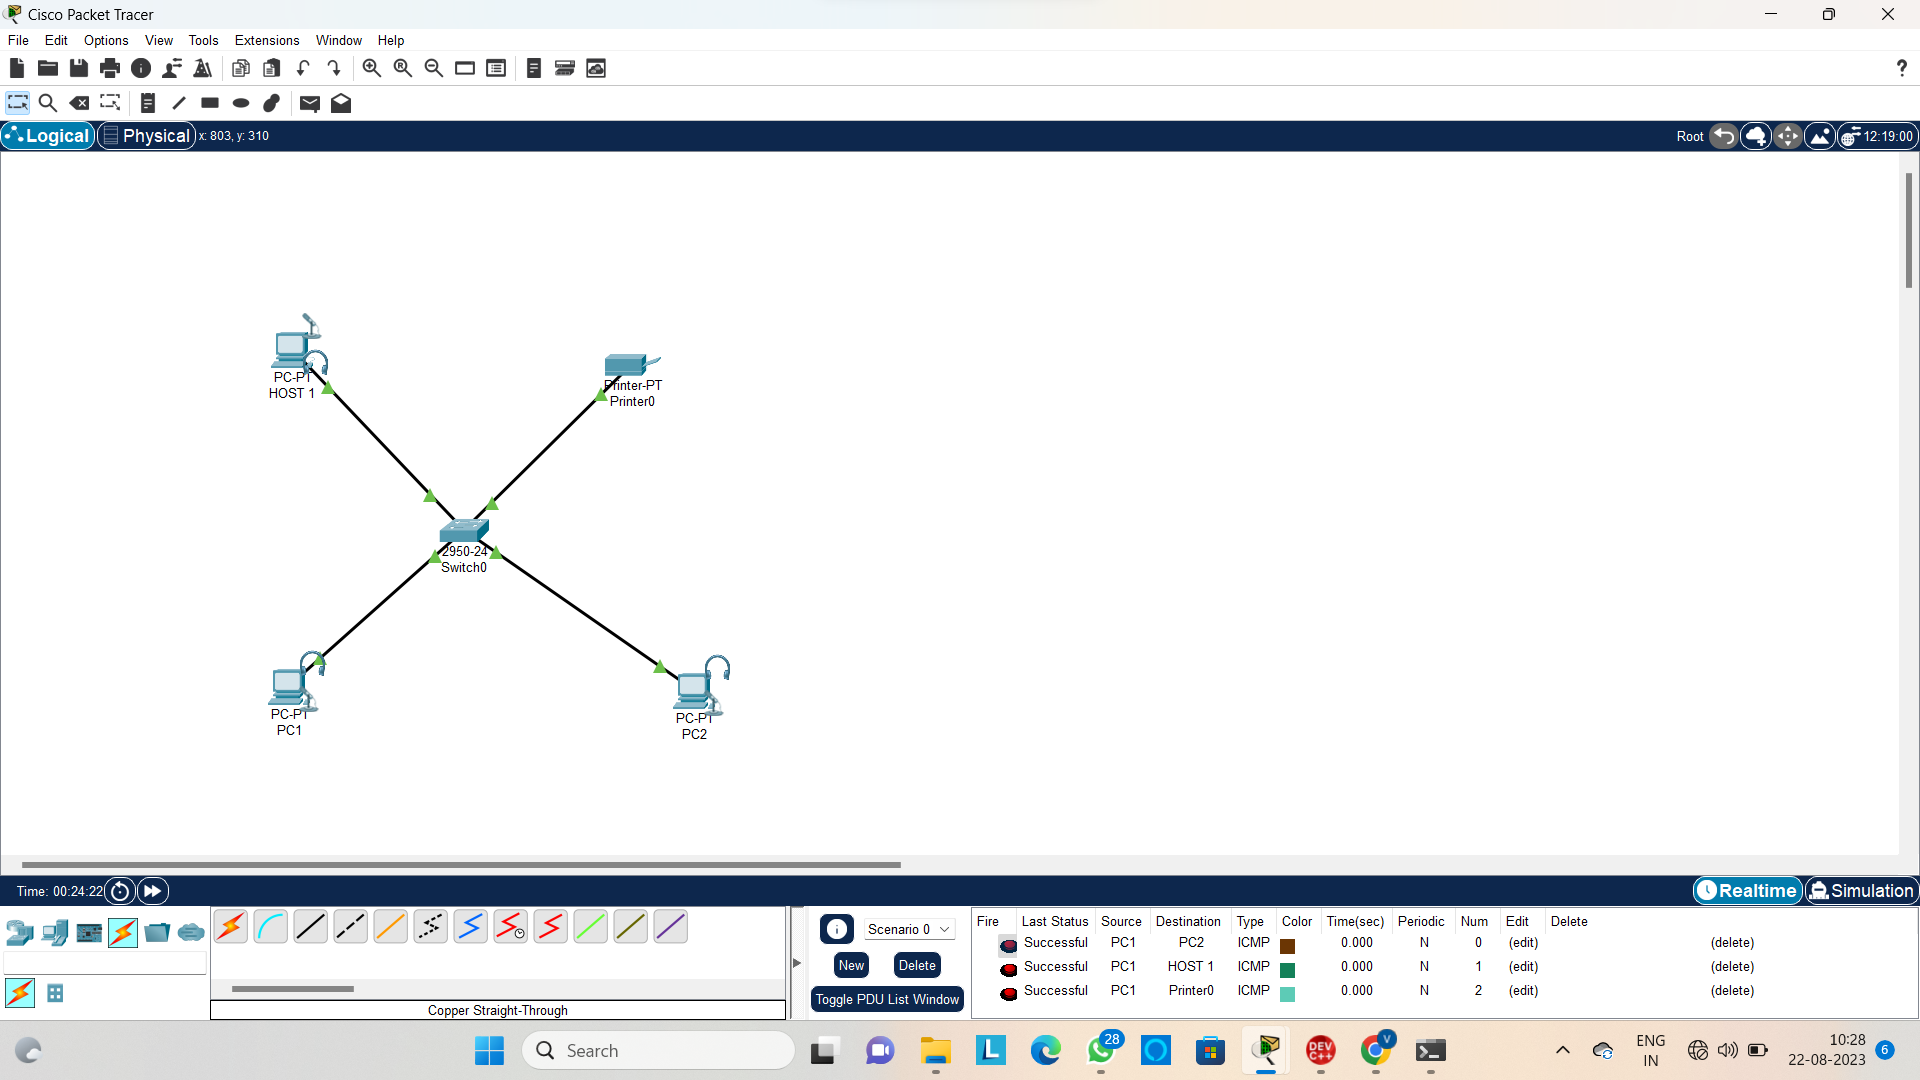 Cisco Packet Tracer
File Edit Options View Tools Extensions Window Help
?
Logical Physical x: 803, y: 310 Root 12:19:00
PC-PT
HOST 1
Printer-PT
Printer0
2950-24
Switch0
PC-PT
PC1
PC-PT
PC2
Time: 00:24:22 Realtime Simulation
Fire Last Status Source Destination Type Color Time(sec) Periodic Num Edit Delete
Successful PC1 PC2 ICMP 0.000 N 0 (edit) (delete)
Successful PC1 HOST 1 ICMP 0.000 N 1 (edit) (delete)
Successful PC1 Printer0 ICMP 0.000 N 2 (edit) (delete)
Scenario 0
New Delete
Toggle PDU List Window
Copper Straight-Through
Search
L
28
DEV
C++
V
ENG
IN
10:28
22-08-2023
6